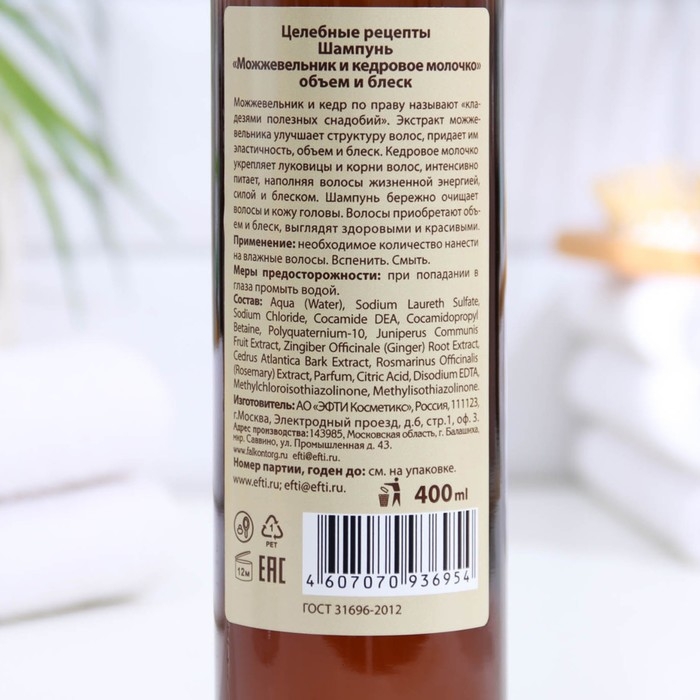 Целебные рецепты
Шампунь
«Можжевельник и кедровое молочко»
объем и блеск
Можжевельник и кедр по праву называют «кла-
дезями полезных снадобий». Экстракт можже-
вельника улучшает структуру волос, придает им
эластичность, объем и блеск. Кедровое молочко
укрепляет луковицы и корни волос, интенсивно
питает, наполняя волосы жизненной энергией,
силой и блеском. Шампунь бережно очищает
волосы и кожу головы. Волосы приобретают объ-
ем и блеск, выглядят здоровыми и красивыми.
Применение: необходимое количество нанести
на влажные волосы. Вспенить. Смыть.
Меры предосторожности: при попадании в
глаза промыть водой.
Состав: Aqua (Water), Sodium Laureth Sulfate,
Sodium Chloride, Cocamide DEA, Cocamidopropyl
Betaine, Polyquaternium-10, Juniperus Communis
Fruit Extract, Zingiber Officinale (Ginger) Root Extract,
Cedrus Atlantica Bark Extract, Rosmarinus Officinalis
(Rosemary) Extract, Parfum, Citric Acid, Disodium EDTA,
Methylchloroisothiazolinone, Methylisothiazolinone.
Изготовитель: АО «ЭФТИ Косметикс», Россия, 111123,
г.Москва, Электродный проезд, д.6, стр.1, оф. 3.
Адрес производства: 143985, Московская область, г. Балашиха,
мкр. Саввино, ул. Промышленная д. 43.
www.falkontorg.ru efti@efti.ru.
Номер партии, годен до: см. на упаковке.
www.efti.ru; efti@efti.ru.
400 ml
1
PET
12м
EAC
4 607070 936954
ГОСТ 31696-2012